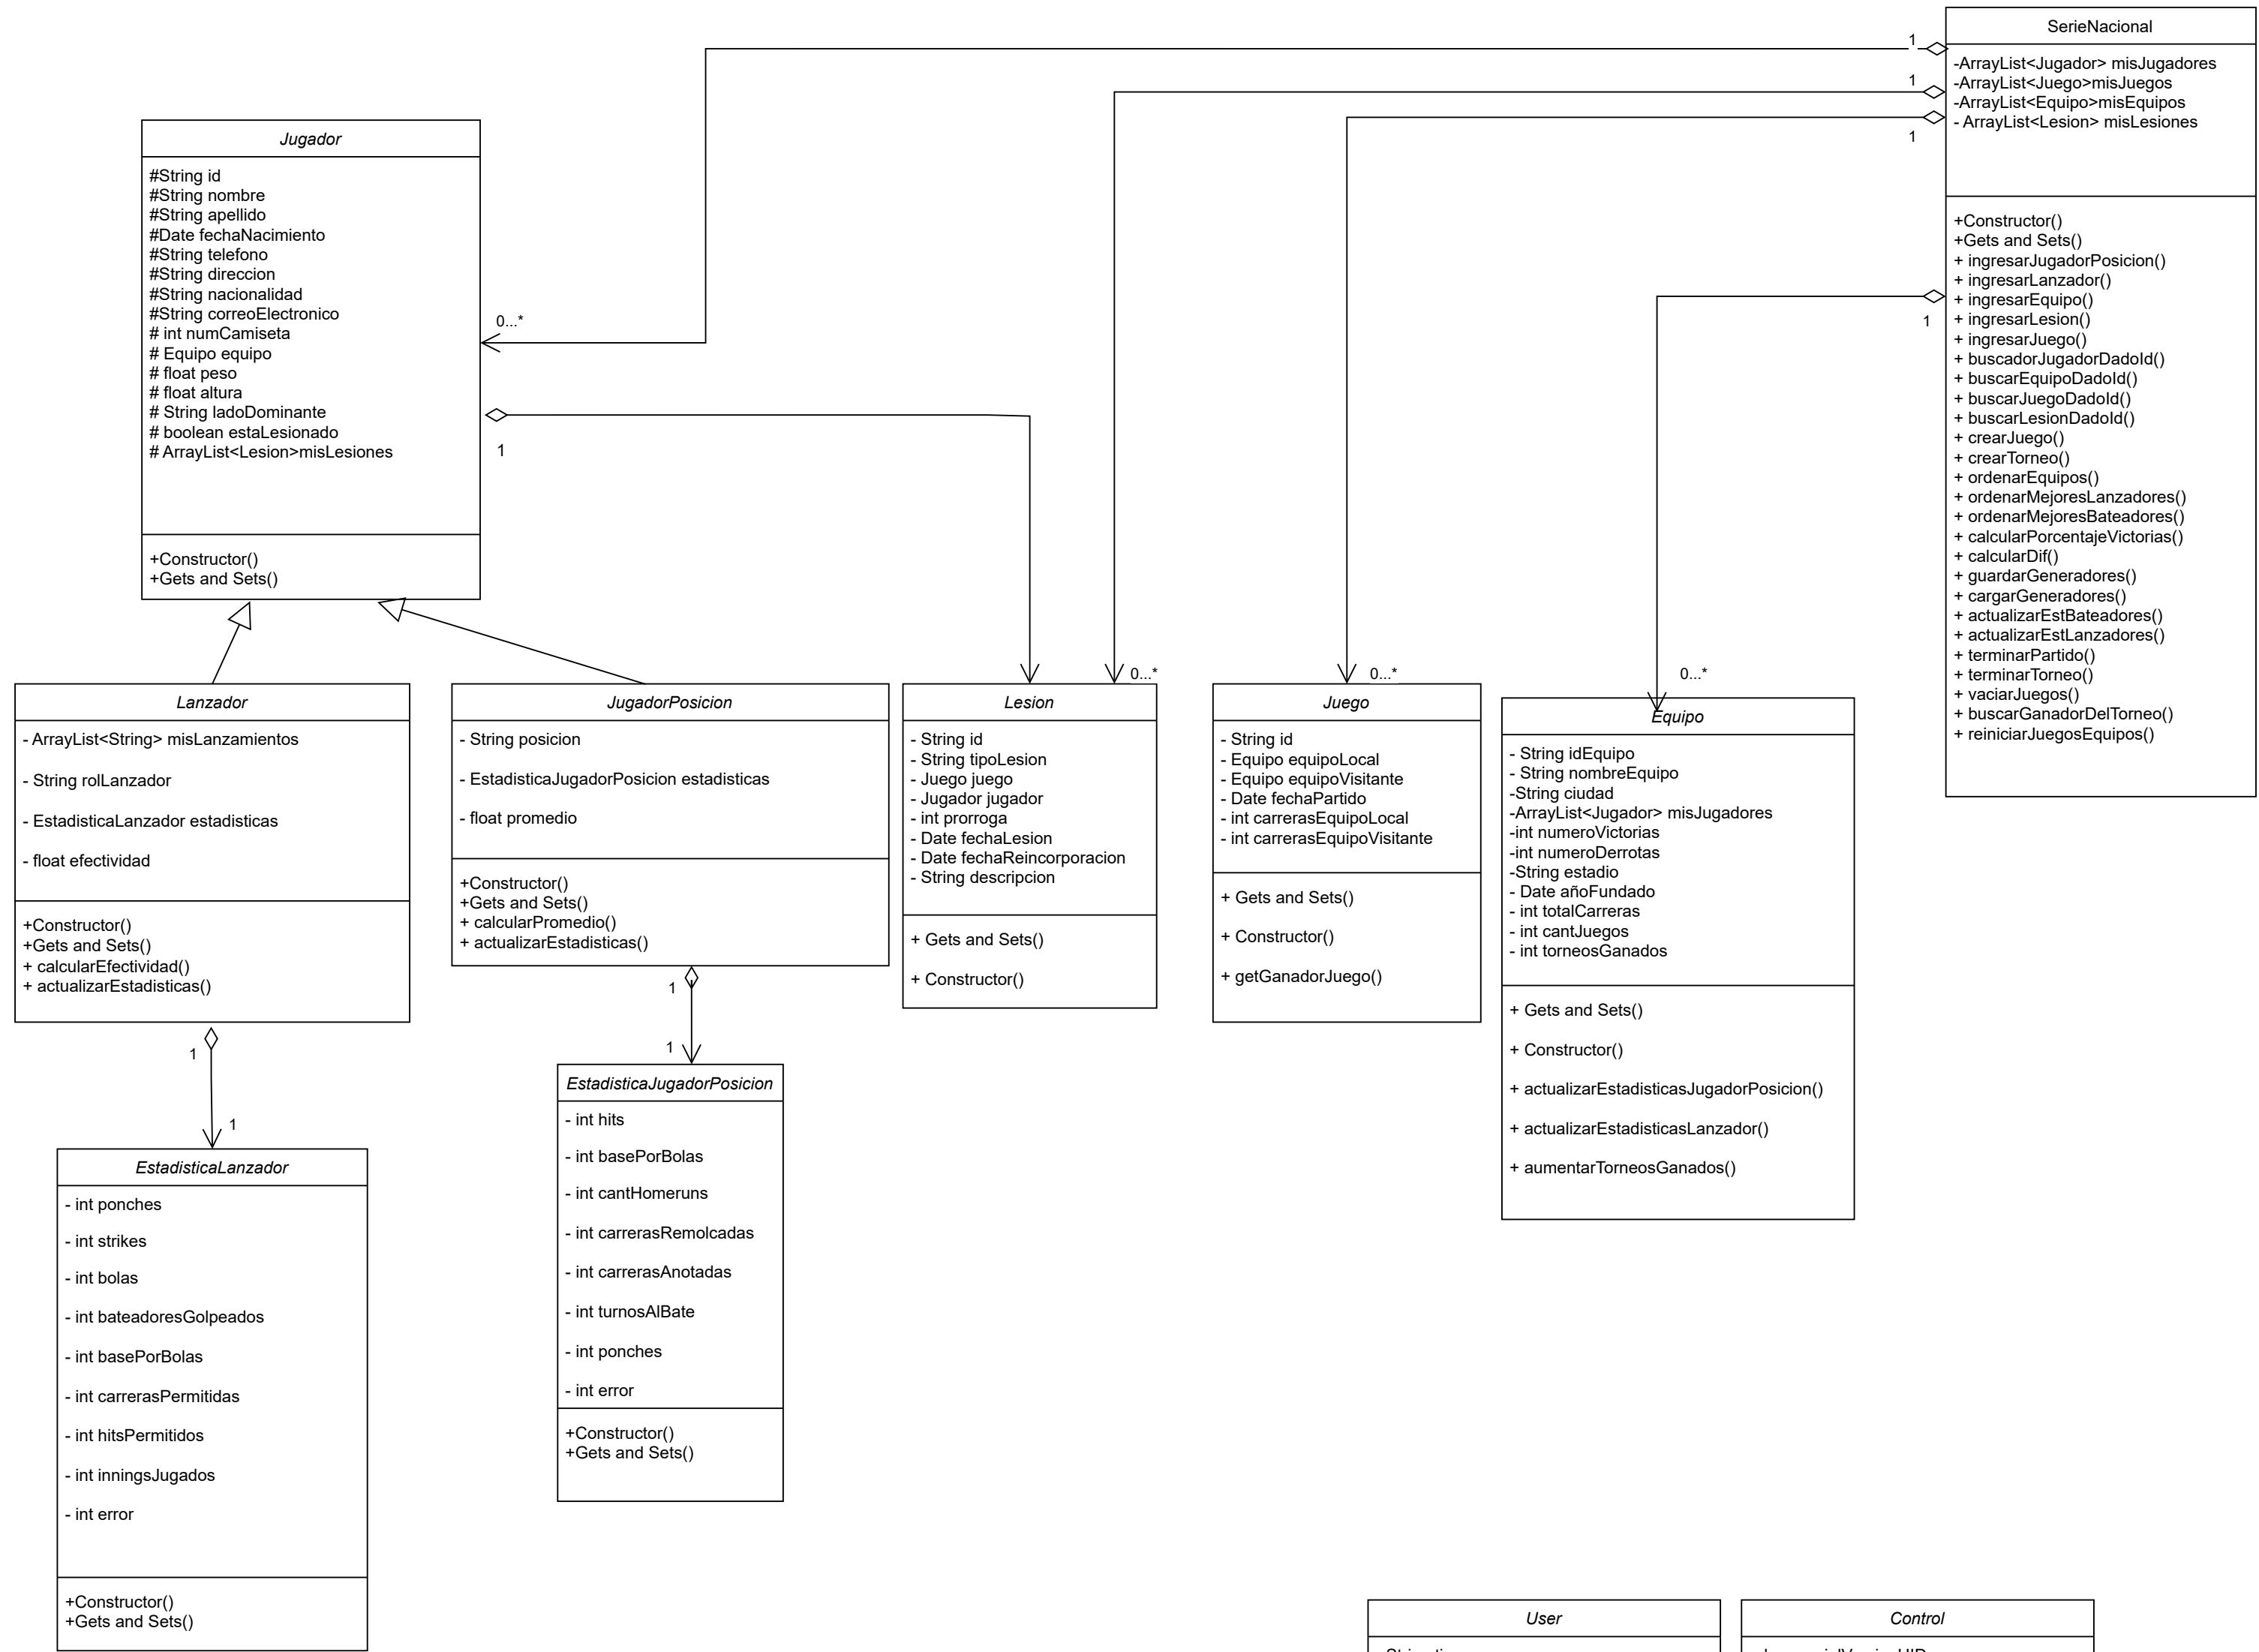 SerieNacional
-ArrayList<Jugador> misJugadores
-ArrayList<Juego>misJuegos
-ArrayList<Equipo>misEquipos
- ArrayList<Lesion> misLesiones
+Constructor()
+Gets and Sets()
+ ingresarJugadorPosicion()
+ ingresarLanzador()
+ ingresarEquipo()
+ ingresarLesion()
+ ingresarJuego()
+ buscadorJugadorDadoId()
+ buscarEquipoDadoId()
+ buscarJuegoDadoId()
+ buscarLesionDadoId()
+ crearJuego()
+ crearTorneo()
+ ordenarEquipos()
+ ordenarMejoresLanzadores()
+ ordenarMejoresBateadores()
+ calcularPorcentajeVictorias()
+ calcularDif()
+ guardarGeneradores()
+ cargarGeneradores()
+ actualizarEstBateadores()
+ actualizarEstLanzadores()
+ terminarPartido()
+ terminarTorneo()
+ vaciarJuegos()
+ buscarGanadorDelTorneo()
+ reiniciarJuegosEquipos()
1
1
1
1
Jugador
#String id
#String nombre
#String apellido
#Date fechaNacimiento
#String telefono
#String direccion
#String nacionalidad
#String correoElectronico
# int numCamiseta
# Equipo equipo
# float peso
# float altura
# String ladoDominante
# boolean estaLesionado
# ArrayList<Lesion>misLesiones
+Constructor()
+Gets and Sets()
0...*
1
0...*
0...*
0...*
Lanzador
- ArrayList<String> misLanzamientos
- String rolLanzador
- EstadisticaLanzador estadisticas
- float efectividad
+Constructor()
+Gets and Sets()
+ calcularEfectividad()
+ actualizarEstadisticas()
1
1
JugadorPosicion
- String posicion
- EstadisticaJugadorPosicion estadisticas
- float promedio
+Constructor()
+Gets and Sets()
+ calcularPromedio()
+ actualizarEstadisticas()
1
1
Lesion
- String id
- String tipoLesion
- Juego juego
- Jugador jugador
- int prorroga
- Date fechaLesion
- Date fechaReincorporacion
- String descripcion
+ Gets and Sets()
+ Constructor()
Juego
- String id
- Equipo equipoLocal
- Equipo equipoVisitante
- Date fechaPartido
- int carrerasEquipoLocal
- int carrerasEquipoVisitante
+ Gets and Sets()
+ Constructor()
+ getGanadorJuego()
Equipo
- String idEquipo
- String nombreEquipo
-String ciudad
-ArrayList<Jugador> misJugadores
-int numeroVictorias
-int numeroDerrotas
-String estadio
- Date añoFundado
- int totalCarreras
- int cantJuegos
- int torneosGanados
+ Gets and Sets()
+ Constructor()
+ actualizarEstadisticasJugadorPosicion()
+ actualizarEstadisticasLanzador()
+ aumentarTorneosGanados()
EstadisticaLanzador
- int ponches
- int strikes
- int bolas
- int bateadoresGolpeados
- int basePorBolas
- int carrerasPermitidas
- int hitsPermitidos
- int inningsJugados
- int error
+Constructor()
+Gets and Sets()
EstadisticaJugadorPosicion
- int hits
- int basePorBolas
- int cantHomeruns
- int carrerasRemolcadas
- int carrerasAnotadas
- int turnosAlBate
- int ponches
- int error
+Constructor()
+Gets and Sets()
User
Control